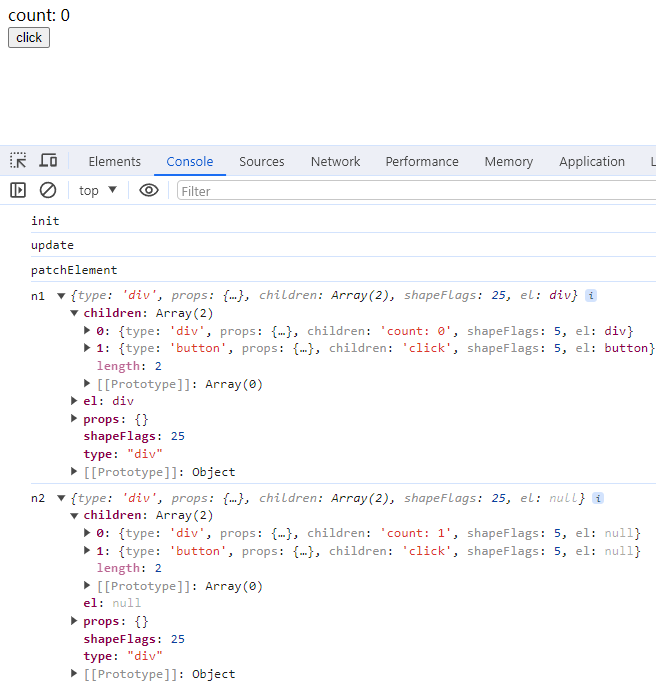 count: 0
click
Elements Console Sources Network Performance Memory Application L
top ▼ Filter
init
update
patchElement
n1 ▼ {type: 'div', props: {…}, children: Array(2), shapeFlags: 25, el: div} i
▼ children: Array(2)
▶ 0: {type: 'div', props: {…}, children: 'count: 0', shapeFlags: 5, el: div}
▶ 1: {type: 'button', props: {…}, children: 'click', shapeFlags: 5, el: button}
length: 2
▶ [[Prototype]]: Array(0)
▶ el: div
▶ props: {}
shapeFlags: 25
type: "div"
▶ [[Prototype]]: Object
n2 ▼ {type: 'div', props: {…}, children: Array(2), shapeFlags: 25, el: null} i
▼ children: Array(2)
▶ 0: {type: 'div', props: {…}, children: 'count: 1', shapeFlags: 5, el: null}
▶ 1: {type: 'button', props: {…}, children: 'click', shapeFlags: 5, el: null}
length: 2
▶ [[Prototype]]: Array(0)
el: null
▶ props: {}
shapeFlags: 25
type: "div"
▶ [[Prototype]]: Object